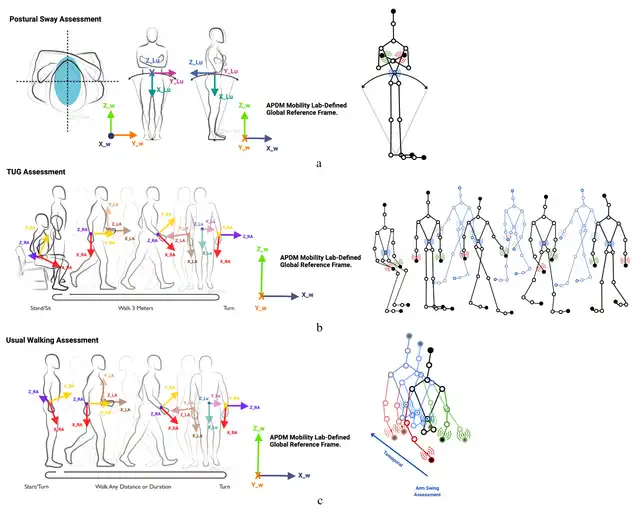 Postural Sway Assessment
Z_Lu
Y_Lu
X_Lu
Z_Lu
Y_Lu
X_Lu
Z_w
Y_w
X_w
Z_w
Y_w
X_w
APDM Mobility Lab-Defined
Global Reference Frame.
a
TUG Assessment
Y_RA
X_RA
Y_LA
Z_RA
Y_RA
X_LA
X_RA
Y_RA
Z_RA
X_RA
Z_LA
X_LA
Z_Lu
Y_Lu
X_Lu
Y_RA
Z_RA
X_RA
Stand/Sit
Walk 3 Meters
Turn
Z_w
Y_w
X_w
APDM Mobility Lab-Defined
Global Reference Frame.
b
Usual Walking Assessment
Y_RA
Z_RA
X_RA
Y_LA
Z_RA
Y_RA
X_LA
X_RA
Y_RA
Z_RA
X_RA
Z_LA
X_LA
Z_Lu
Y_Lu
X_Lu
Y_RA
Z_RA
X_RA
Start/Turn
Walk Any Distance or Duration
Turn
Z_w
Y_w
X_w
APDM Mobility Lab-Defined
Global Reference Frame.
Arm Swing
Assessment
c